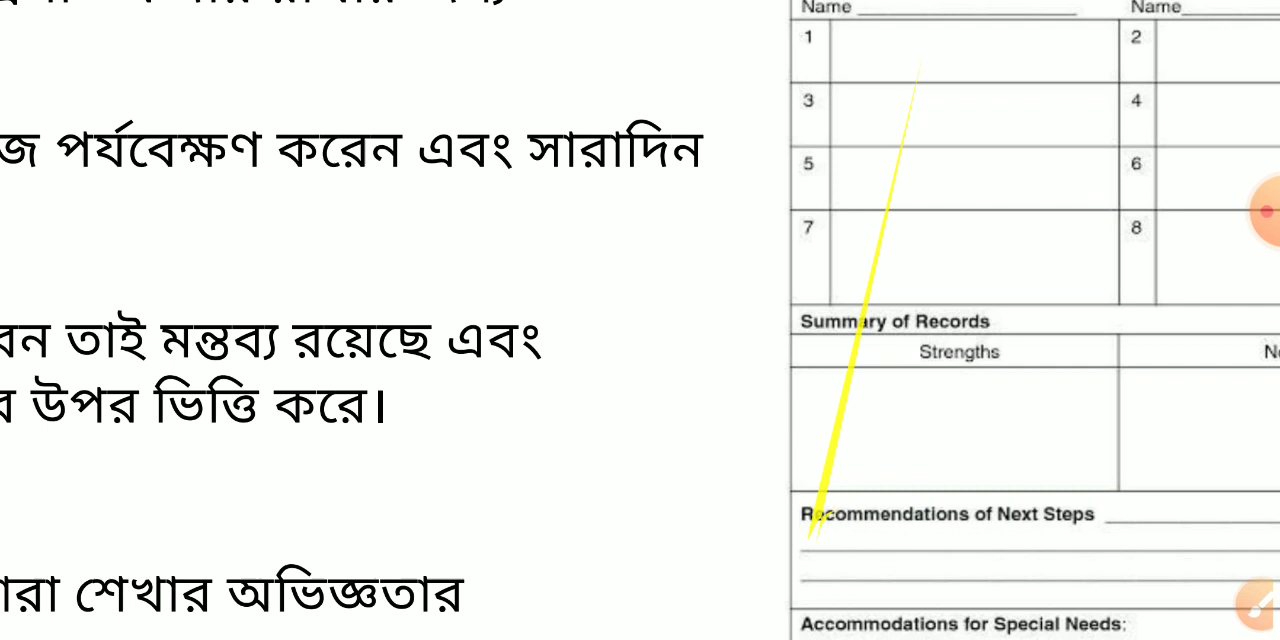 পর্যবেক্ষণ করেন এবং সারাদিন
তাই মন্তব্য রয়েছে এবং
উপর ভিত্তি করে।
শেখার অভিজ্ঞতার
Name Name
1 2
3 4
5 6
7 8
Summary of Records
Strengths
Recommendations of Next Steps
Accommodations for Special Needs: